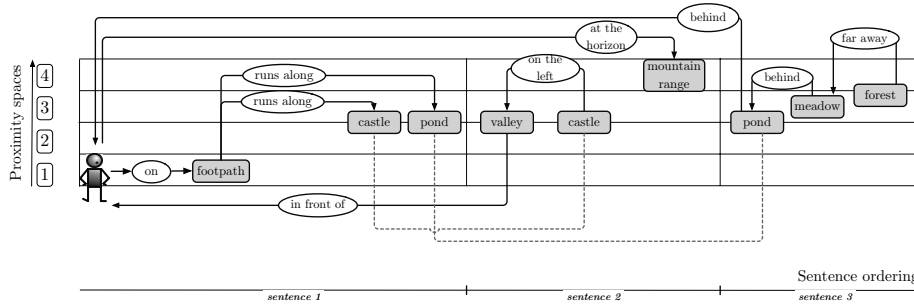 behind
at the
horizon
far away
on the
left
runs along
behind
mountain
range
forest
runs along
meadow
castle
pond
valley
castle
pond
Proximity spaces
4
3
2
1
on
footpath
in front of
Sentence ordering
sentence 1
sentence 2
sentence 3